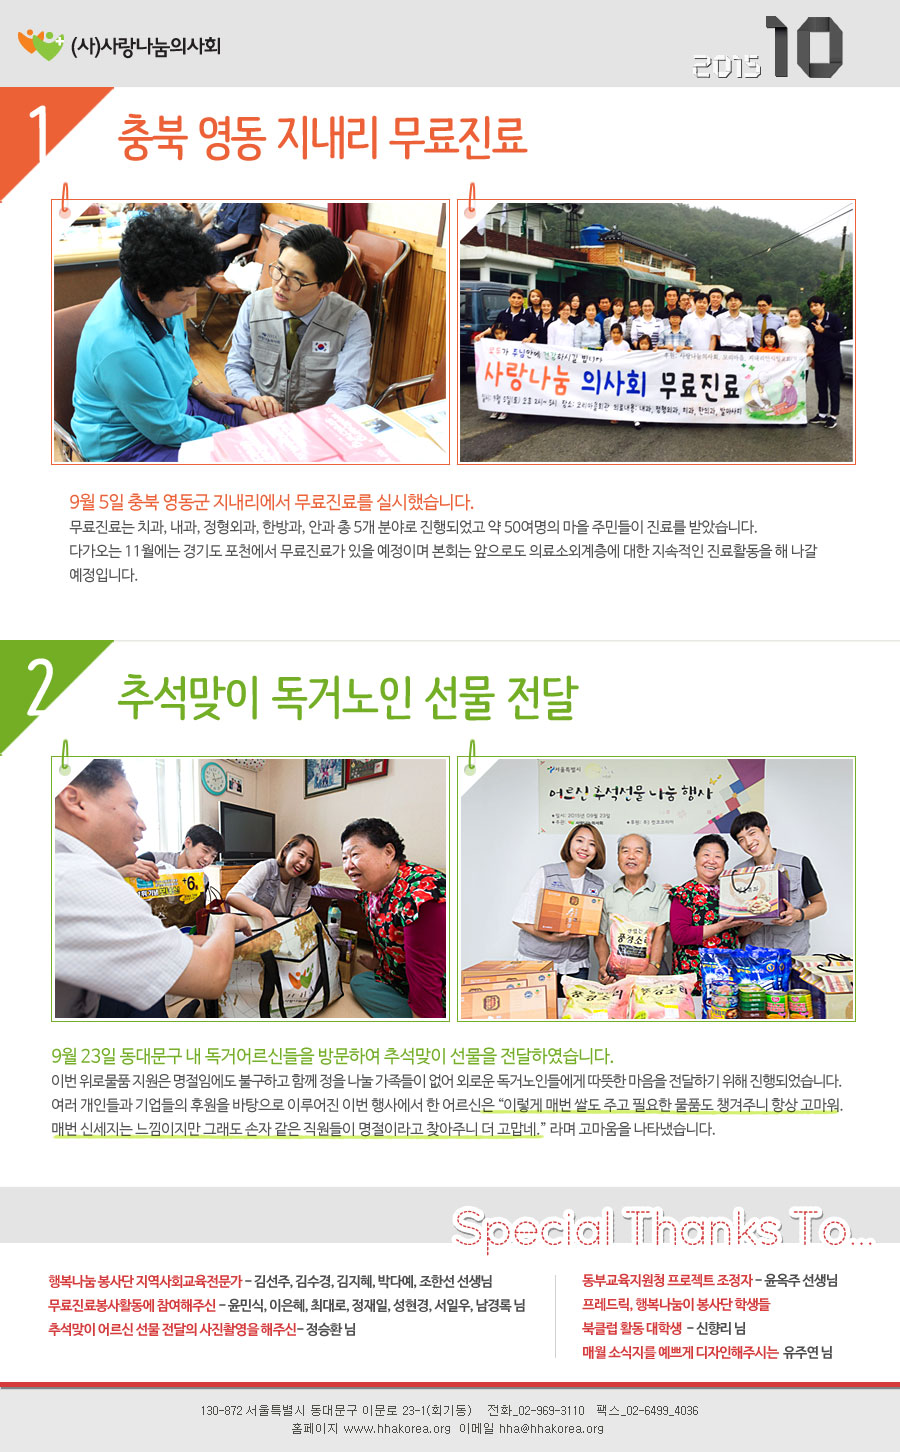 (사)사랑나눔의사회
2015 10
1
충북 영동 지내리 무료진료
사랑나눔 의사회 무료진료
9월 5일 충북 영동군 지내리에서 무료진료를 실시했습니다.
무료진료는 치과, 내과, 정형외과, 한방과, 안과 총 5개 분야로 진행되었고 약 50여명의 마을 주민들이 진료를 받았습니다.
다가오는 11월에는 경기도 포천에서 무료진료가 있을 예정이며 본회는 앞으로도 의료소외계층에 대한 지속적인 진료활동을 해 나갈
예정입니다.
2
추석맞이 독거노인 선물 전달
+6
서울특별시
어르신 추석선물 나눔 행사
일시: 2015년 09월 23일
풍경소리
풍경소리
9월 23일 동대문구 내 독거어르신들을 방문하여 추석맞이 선물을 전달하였습니다.
이번 위로물품 지원은 명절임에도 불구하고 함께 정을 나눌 가족들이 없어 외로운 독거노인들에게 따뜻한 마음을 전달하기 위해 진행되었습니다.
여러 개인들과 기업들의 후원을 바탕으로 이루어진 이번 행사에서 한 어르신은 “이렇게 매번 쌀도 주고 필요한 물품도 챙겨주니 항상 고마워.
매번 신세지는 느낌이지만 그래도 손자 같은 직원들이 명절이라고 찾아주니 더 고맙네.” 라며 고마움을 나타냈습니다.
Special Thanks To...
행복나눔 봉사단 지역사회교육전문가 - 김선주, 김수경, 김지혜, 박다예, 조한선 선생님
무료진료봉사활동에 참여해주신 - 윤민식, 이은혜, 최대로, 정재일, 성현경, 서일우, 남경록 님
추석맞이 어르신 선물 전달의 사진촬영을 해주신- 정승환 님
동부교육지원청 프로젝트 조정자 - 윤옥주 선생님
프레드릭, 행복나눔이 봉사단 학생들
북클럽 활동 대학생 - 신향리 님
매월 소식지를 예쁘게 디자인해주시는 유주연 님
130-872 서울특별시 동대문구 이문로 23-1(회기동) 전화_02-969-3110 팩스_02-6499_4036
홈페이지 www.hhakorea.org 이메일 hha@hhakorea.org